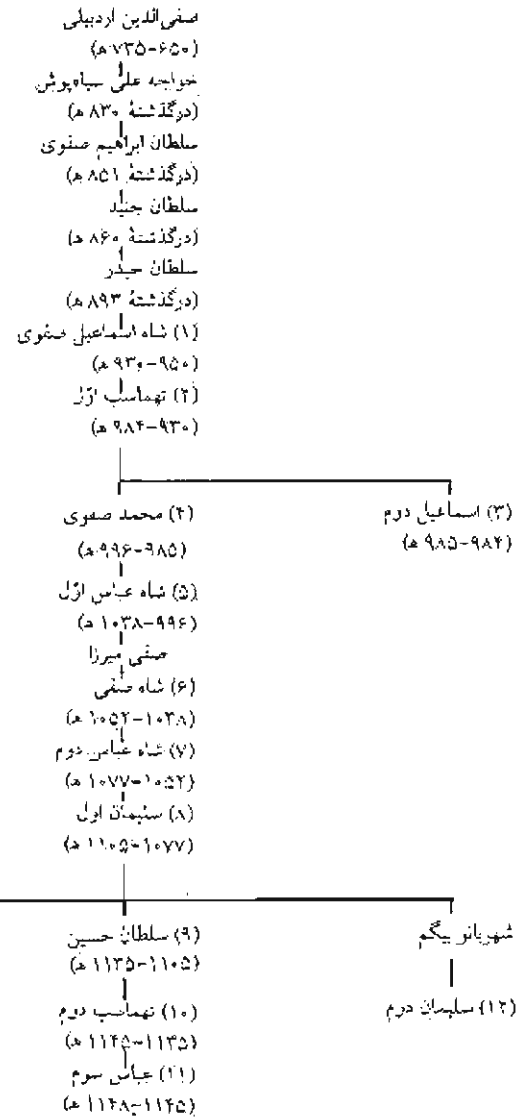 صفی‌الدین اردبیلی
(۶۵۰-۷۳۵ ه)
خواجه علی سیاه‌پوش
(درگذشتهٔ ۸۳۰ ه)
سلطان ابراهیم صفوی
(درگذشتهٔ ۸۵۱ ه)
سلطان جنید
(درگذشتهٔ ۸۶۰ ه)
سلطان حیدر
(درگذشتهٔ ۸۹۳ ه)
(۱) شاه اسماعیل صفوی
(۹۵۰-۹۳۰ ه)
(۲) تهماسب اوّل
(۹۳۰-۹۸۴ ه)
(۳) اسماعیل دوم
(۹۸۴-۹۸۵ ه)
(۴) محمد صفوی
(۹۸۵-۹۹۶ ه)
(۵) شاه عباس اوّل
(۹۹۶-۱۰۳۸ ه)
صفی میرزا
(۶) شاه صفی
(۱۰۳۸-۱۰۵۲ ه)
(۷) شاه عباس دوم
(۱۰۵۲-۱۰۷۷ ه)
(۸) سلیمان اول
(۱۰۷۷-۱۱۰۵ ه)
شهربانو بیگم
(۱۲) سلیمان دوم
(۹) سلطان حسین
(۱۱۰۵-۱۱۳۵ ه)
(۱۰) تهماسب دوم
(۱۱۳۵-۱۱۴۵ ه)
(۱۱) عباس سوم
(۱۱۴۵-۱۱۴۸ ه)